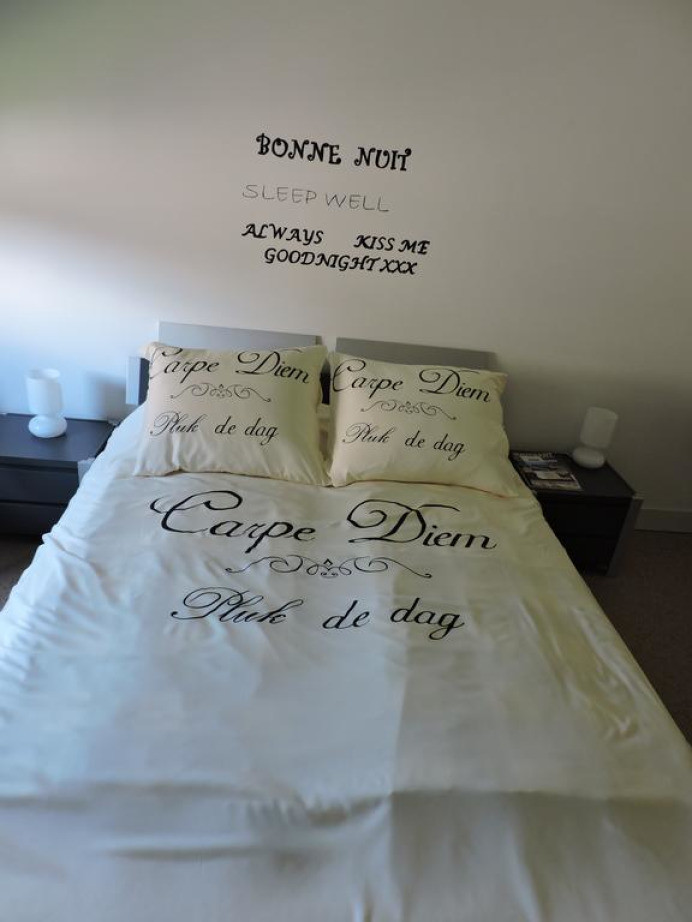 BONNE NUIT
SLEEP WELL
ALWAYS KISS ME
GOODNIGHT XXX
Carpe Diem
Pluk de dag
Carpe Diem
Pluk de dag
Carpe Diem
Pluk de dag